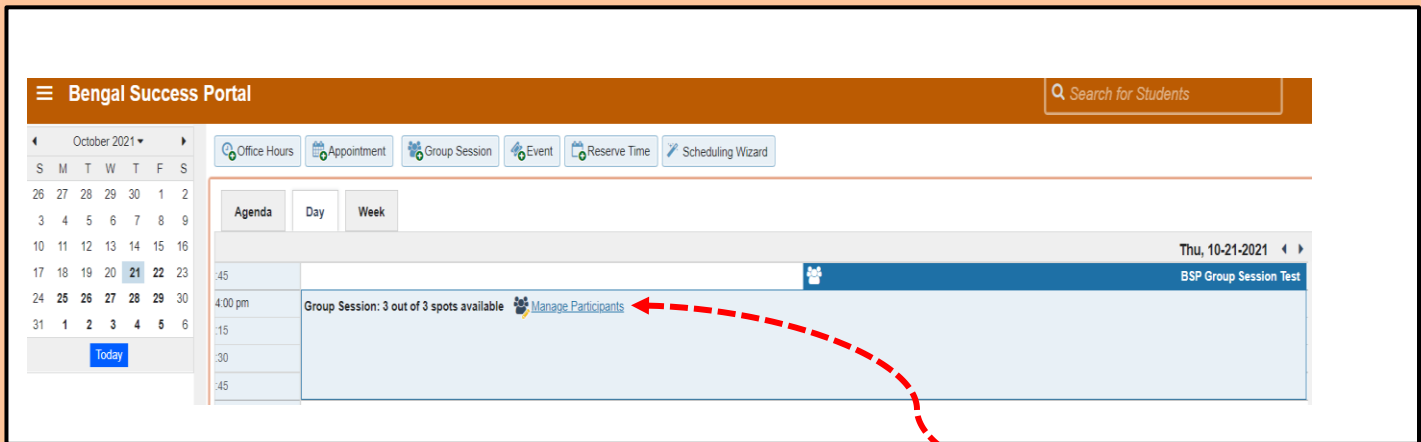 Bengal Success Portal
Search for Students
October 2021
S M T W T F S
26 27 28 29 30 1 2
3 4 5 6 7 8 9
10 11 12 13 14 15 16
17 18 19 20 21 22 23
24 25 26 27 28 29 30
31 1 2 3 4 5 6
Today
Office Hours Appointment Group Session Event Reserve Time Scheduling Wizard
Agenda Day Week
Thu, 10-21-2021
:45
BSP Group Session Test
4:00 pm
Group Session: 3 out of 3 spots available Manage Participants
:15
:30
:45